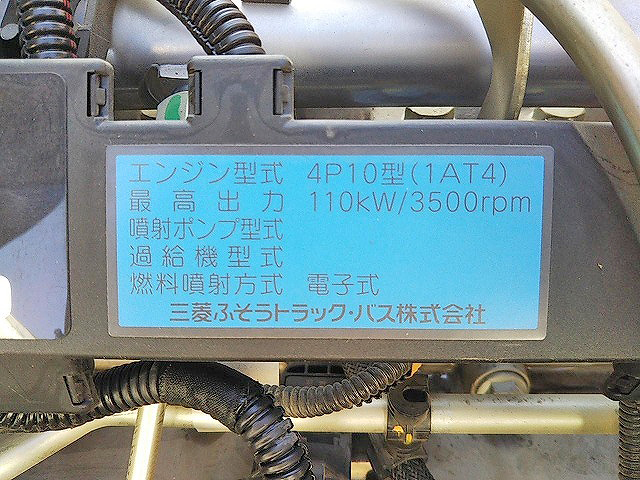 エンジン型式 4P10型(1AT4)
最高出力 110kW/3500rpm
噴射ポンプ型式
過給機型式
燃料噴射方式 電子式
三菱ふそうトラック・バス株式会社